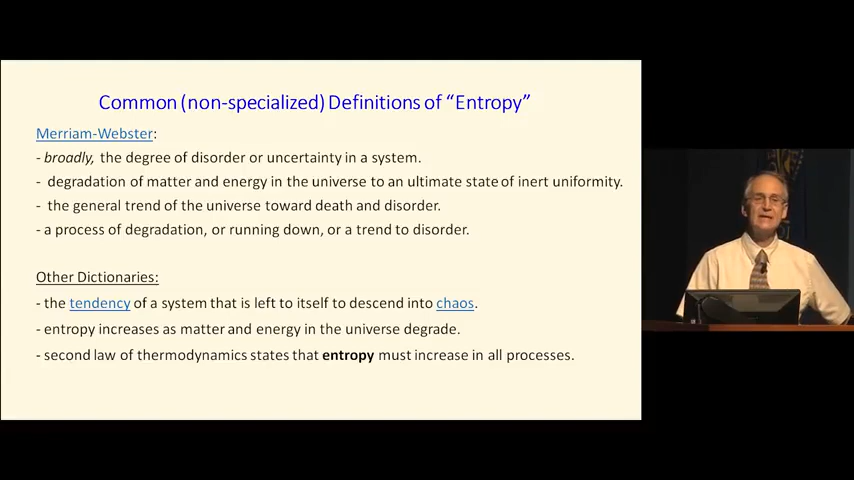 Common (non-specialized) Definitions of “Entropy”
Merriam-Webster:
- broadly, the degree of disorder or uncertainty in a system.
- degradation of matter and energy in the universe to an ultimate state of inert uniformity.
- the general trend of the universe toward death and disorder.
- a process of degradation, or running down, or a trend to disorder.
Other Dictionaries:
- the tendency of a system that is left to itself to descend into chaos.
- entropy increases as matter and energy in the universe degrade.
- second law of thermodynamics states that entropy must increase in all processes.